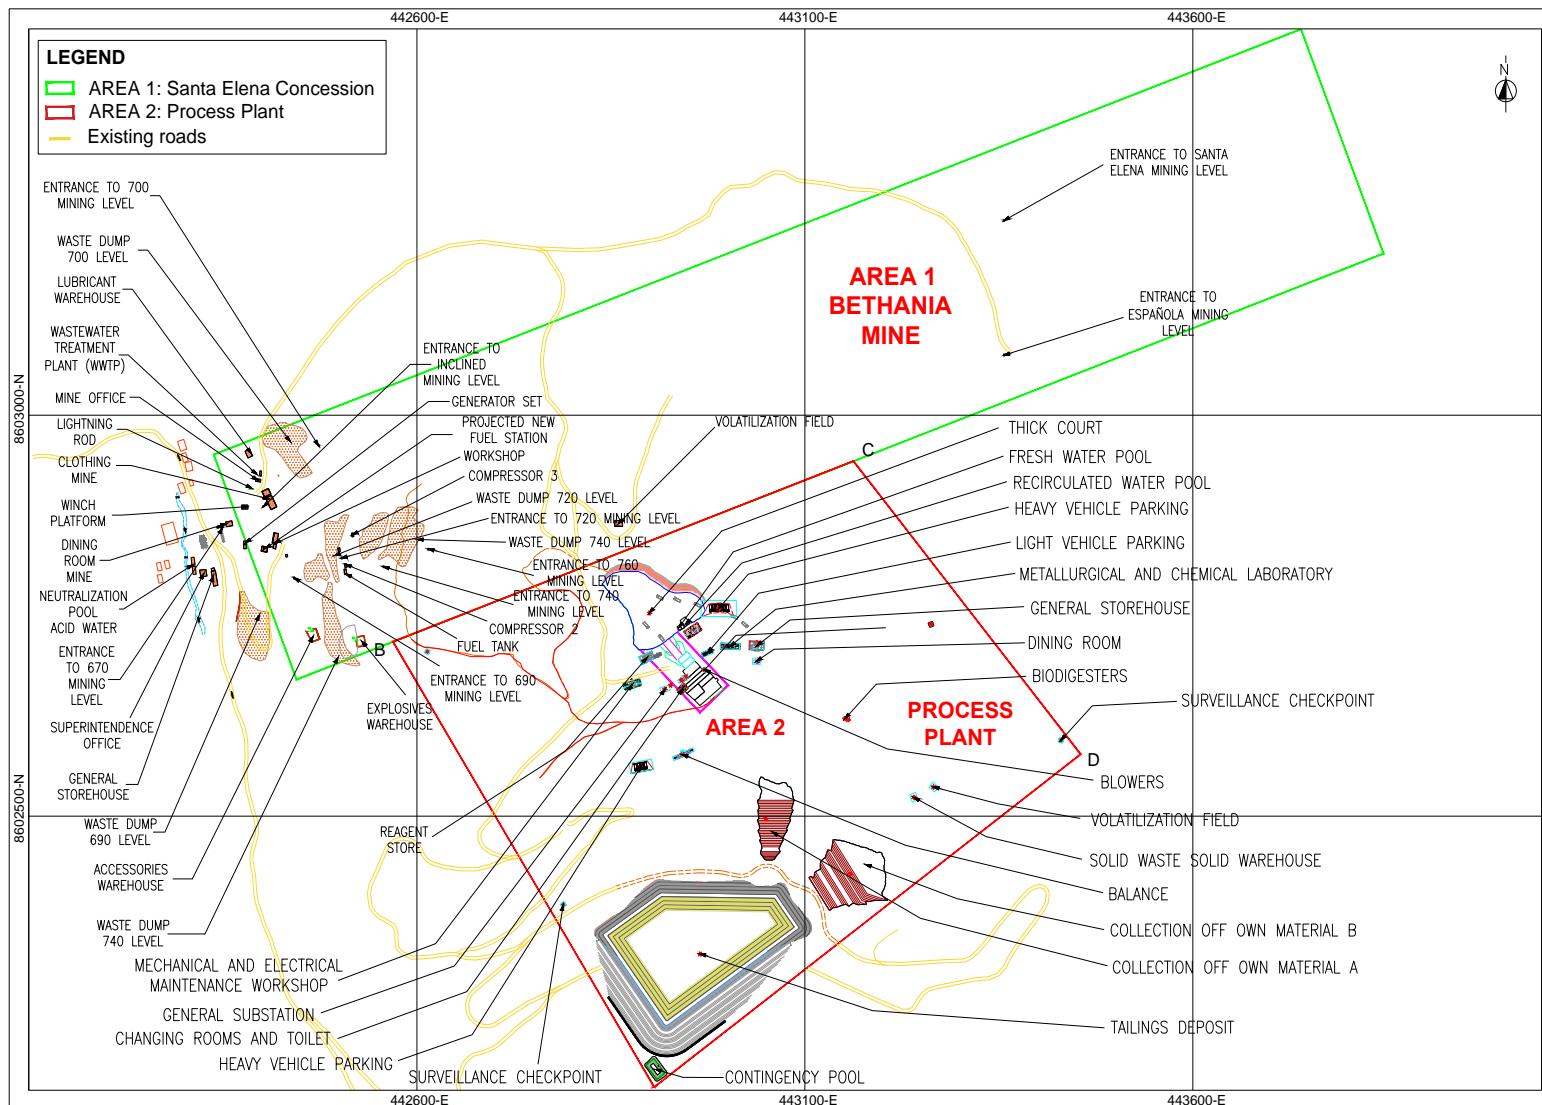 442600-E
443100-E
443600-E
LEGEND
AREA 1: Santa Elena Concession
AREA 2: Process Plant
Existing roads
N
ENTRANCE TO SANTA
ELENA MINING LEVEL
ENTRANCE TO 700
MINING LEVEL
WASTE DUMP
700 LEVEL
LUBRICANT
WAREHOUSE
WASTEWATER
TREATMENT
PLANT (WWTP)
MINE OFFICE
LIGHTNING
ROD
CLOTHING
MINE
WINCH
PLATFORM
DINING
ROOM
MINE
NEUTRALIZATION
POOL
ACID WATER
ENTRANCE
TO 670
MINING
LEVEL
SUPERINTENDENCE
OFFICE
GENERAL
STOREHOUSE
WASTE DUMP
690 LEVEL
ACCESSORIES
WAREHOUSE
WASTE DUMP
740 LEVEL
AREA 1
BETHANIA
MINE
ENTRANCE TO
ESPAÑOLA MINING
LEVEL
ENTRANCE TO
INCLINED
MINING LEVEL
GENERATOR SET
PROJECTED NEW
FUEL STATION
WORKSHOP
COMPRESSOR 3
WASTE DUMP 720 LEVEL
ENTRANCE TO 720 MINING LEVEL
WASTE DUMP 740 LEVEL
ENTRANCE TO 760
MINING LEVEL
ENTRANCE TO 740
MINING LEVEL
COMPRESSOR 2
FUEL TANK
ENTRANCE TO 690
MINING LEVEL
EXPLOSIVES
WAREHOUSE
VOLATILIZATION FIELD
B
C
D
THICK COURT
FRESH WATER POOL
RECIRCULATED WATER POOL
HEAVY VEHICLE PARKING
LIGHT VEHICLE PARKING
METALLURGICAL AND CHEMICAL LABORATORY
GENERAL STOREHOUSE
DINING ROOM
BIODIGESTERS
SURVEILLANCE CHECKPOINT
AREA 2
PROCESS
PLANT
BLOWERS
VOLATILIZATION FIELD
SOLID WASTE SOLID WAREHOUSE
BALANCE
COLLECTION OFF OWN MATERIAL B
COLLECTION OFF OWN MATERIAL A
TAILINGS DEPOSIT
REAGENT
STORE
MECHANICAL AND ELECTRICAL
MAINTENANCE WORKSHOP
GENERAL SUBSTATION
CHANGING ROOMS AND TOILET
HEAVY VEHICLE PARKING
SURVEILLANCE CHECKPOINT
CONTINGENCY POOL
8603000-N
8602500-N
442600-E
443100-E
443600-E